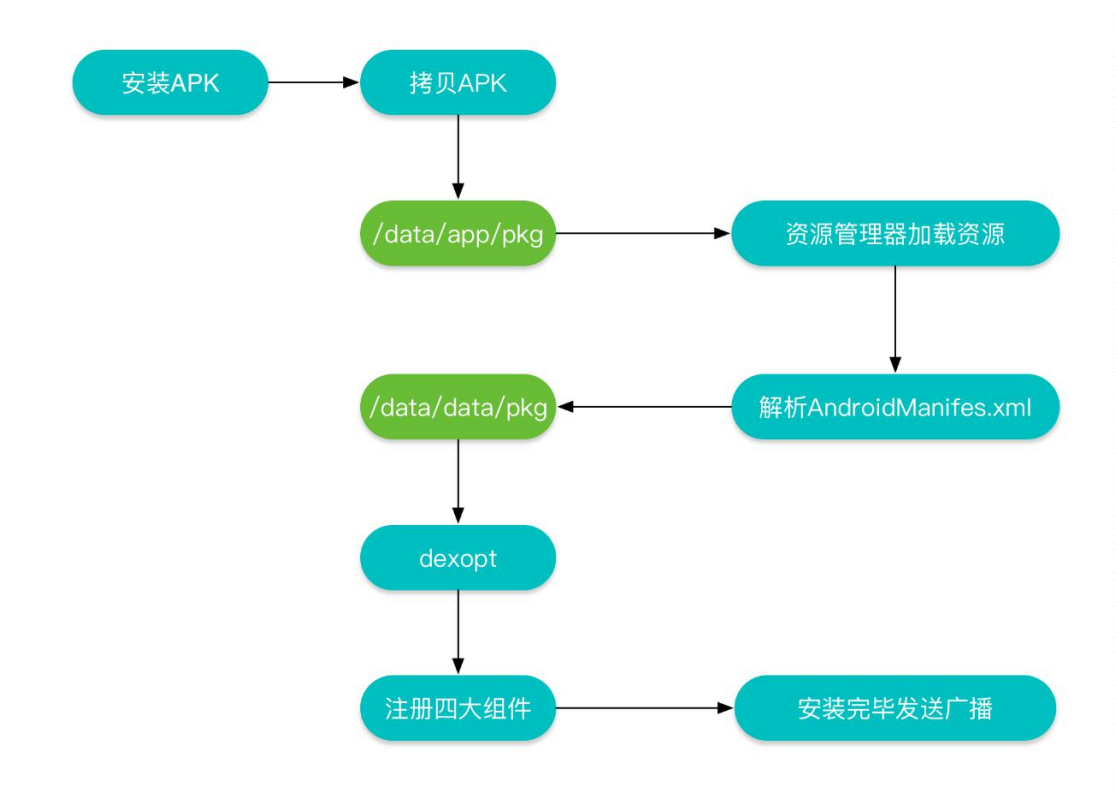 安装APK
拷贝APK
/data/app/pkg
资源管理器加载资源
解析AndroidManifes.xml
/data/data/pkg
dexopt
注册四大组件
安装完毕发送广播